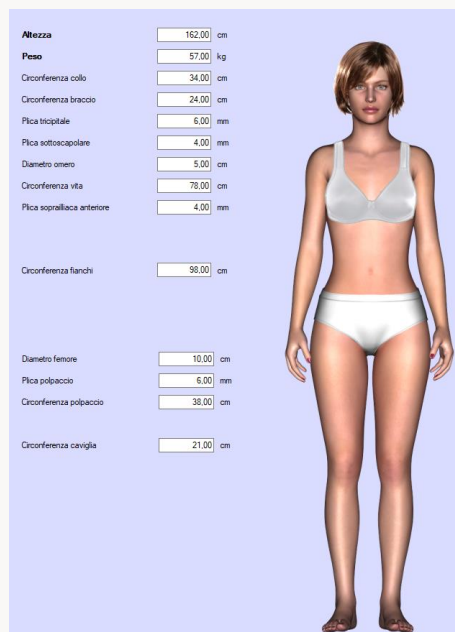 Altezza 162,00 cm
Peso 57,00 kg
Circonferenza collo 34,00 cm
Circonferenza braccio 24,00 cm
Plica tricipitale 6,00 mm
Plica sottoscapolare 4,00 mm
Diametro omero 5,00 cm
Circonferenza vita 78,00 cm
Plica soprailliaca anteriore 4,00 mm
Circonferenza fianchi 98,00 cm
Diametro femore 10,00 cm
Plica polpaccio 6,00 mm
Circonferenza polpaccio 38,00 cm
Circonferenza caviglia 21,00 cm